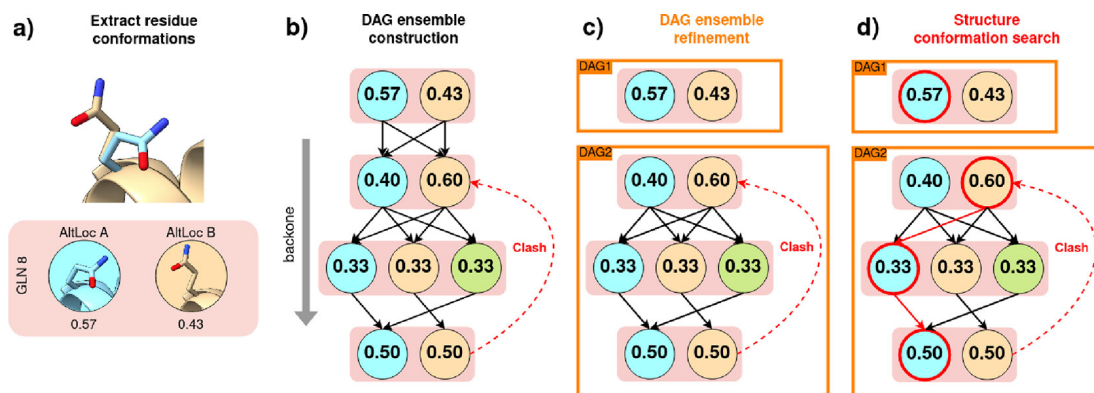 a)
Extract residue
conformations
GLN 8
AltLoc A
AltLoc B
0.57
0.43
b)
DAG ensemble
construction
backone
0.57
0.43
0.40
0.60
Clash
0.33
0.33
0.33
0.50
0.50
c)
DAG ensemble
refinement
DAG1
0.57
0.43
DAG2
0.40
0.60
Clash
0.33
0.33
0.33
0.50
0.50
d)
Structure
conformation search
DAG1
0.57
0.43
DAG2
0.40
0.60
Clash
0.33
0.33
0.33
0.50
0.50